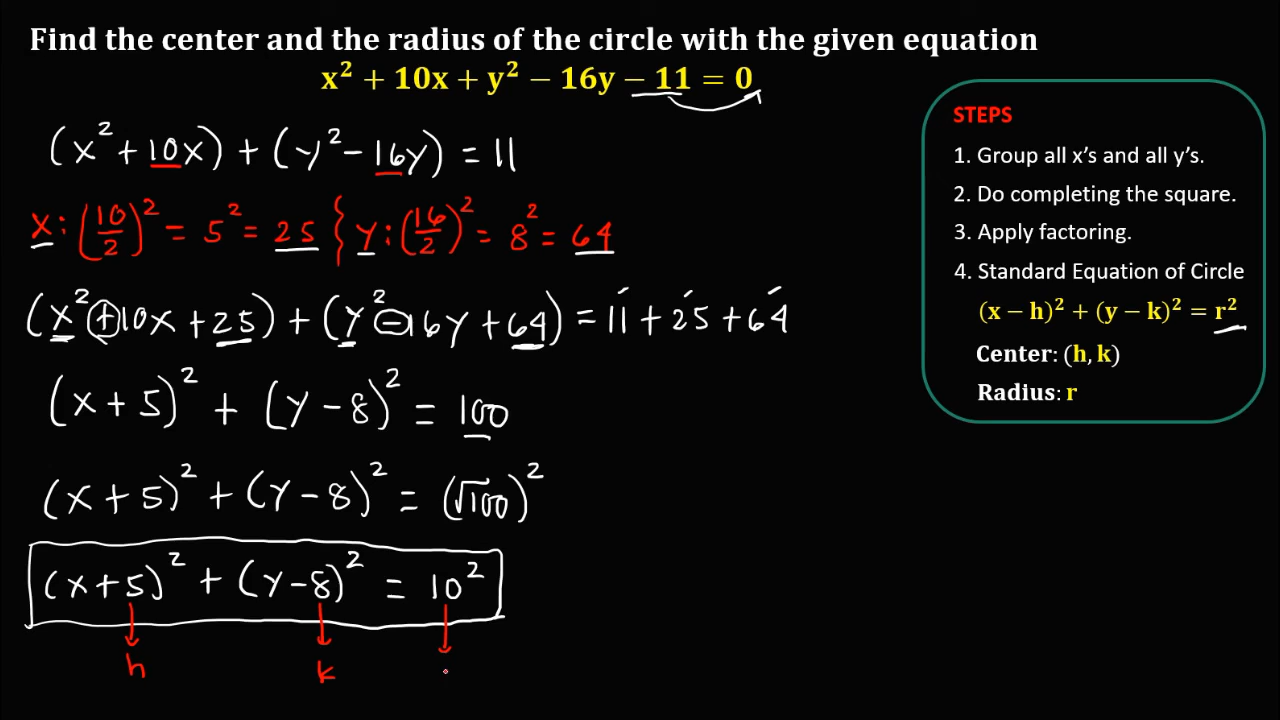 Find the center and the radius of the circle with the given equation
x² + 10x + y² − 16y − 11 = 0
(x² + 10x) + (y² − 16y) = 11
x: (10/2)² = 5² = 25 { y: (16/2)² = 8² = 64
(x² + 10x + 25) + (y² − 16y + 64) = 11 + 25 + 64
(x + 5)² + (y − 8)² = 100
(x + 5)² + (y − 8)² = (√100)²
(x + 5)² + (y − 8)² = 10²
h k
STEPS
1. Group all x's and all y's.
2. Do completing the square.
3. Apply factoring.
4. Standard Equation of Circle
(x − h)² + (y − k)² = r²
Center: (h, k)
Radius: r